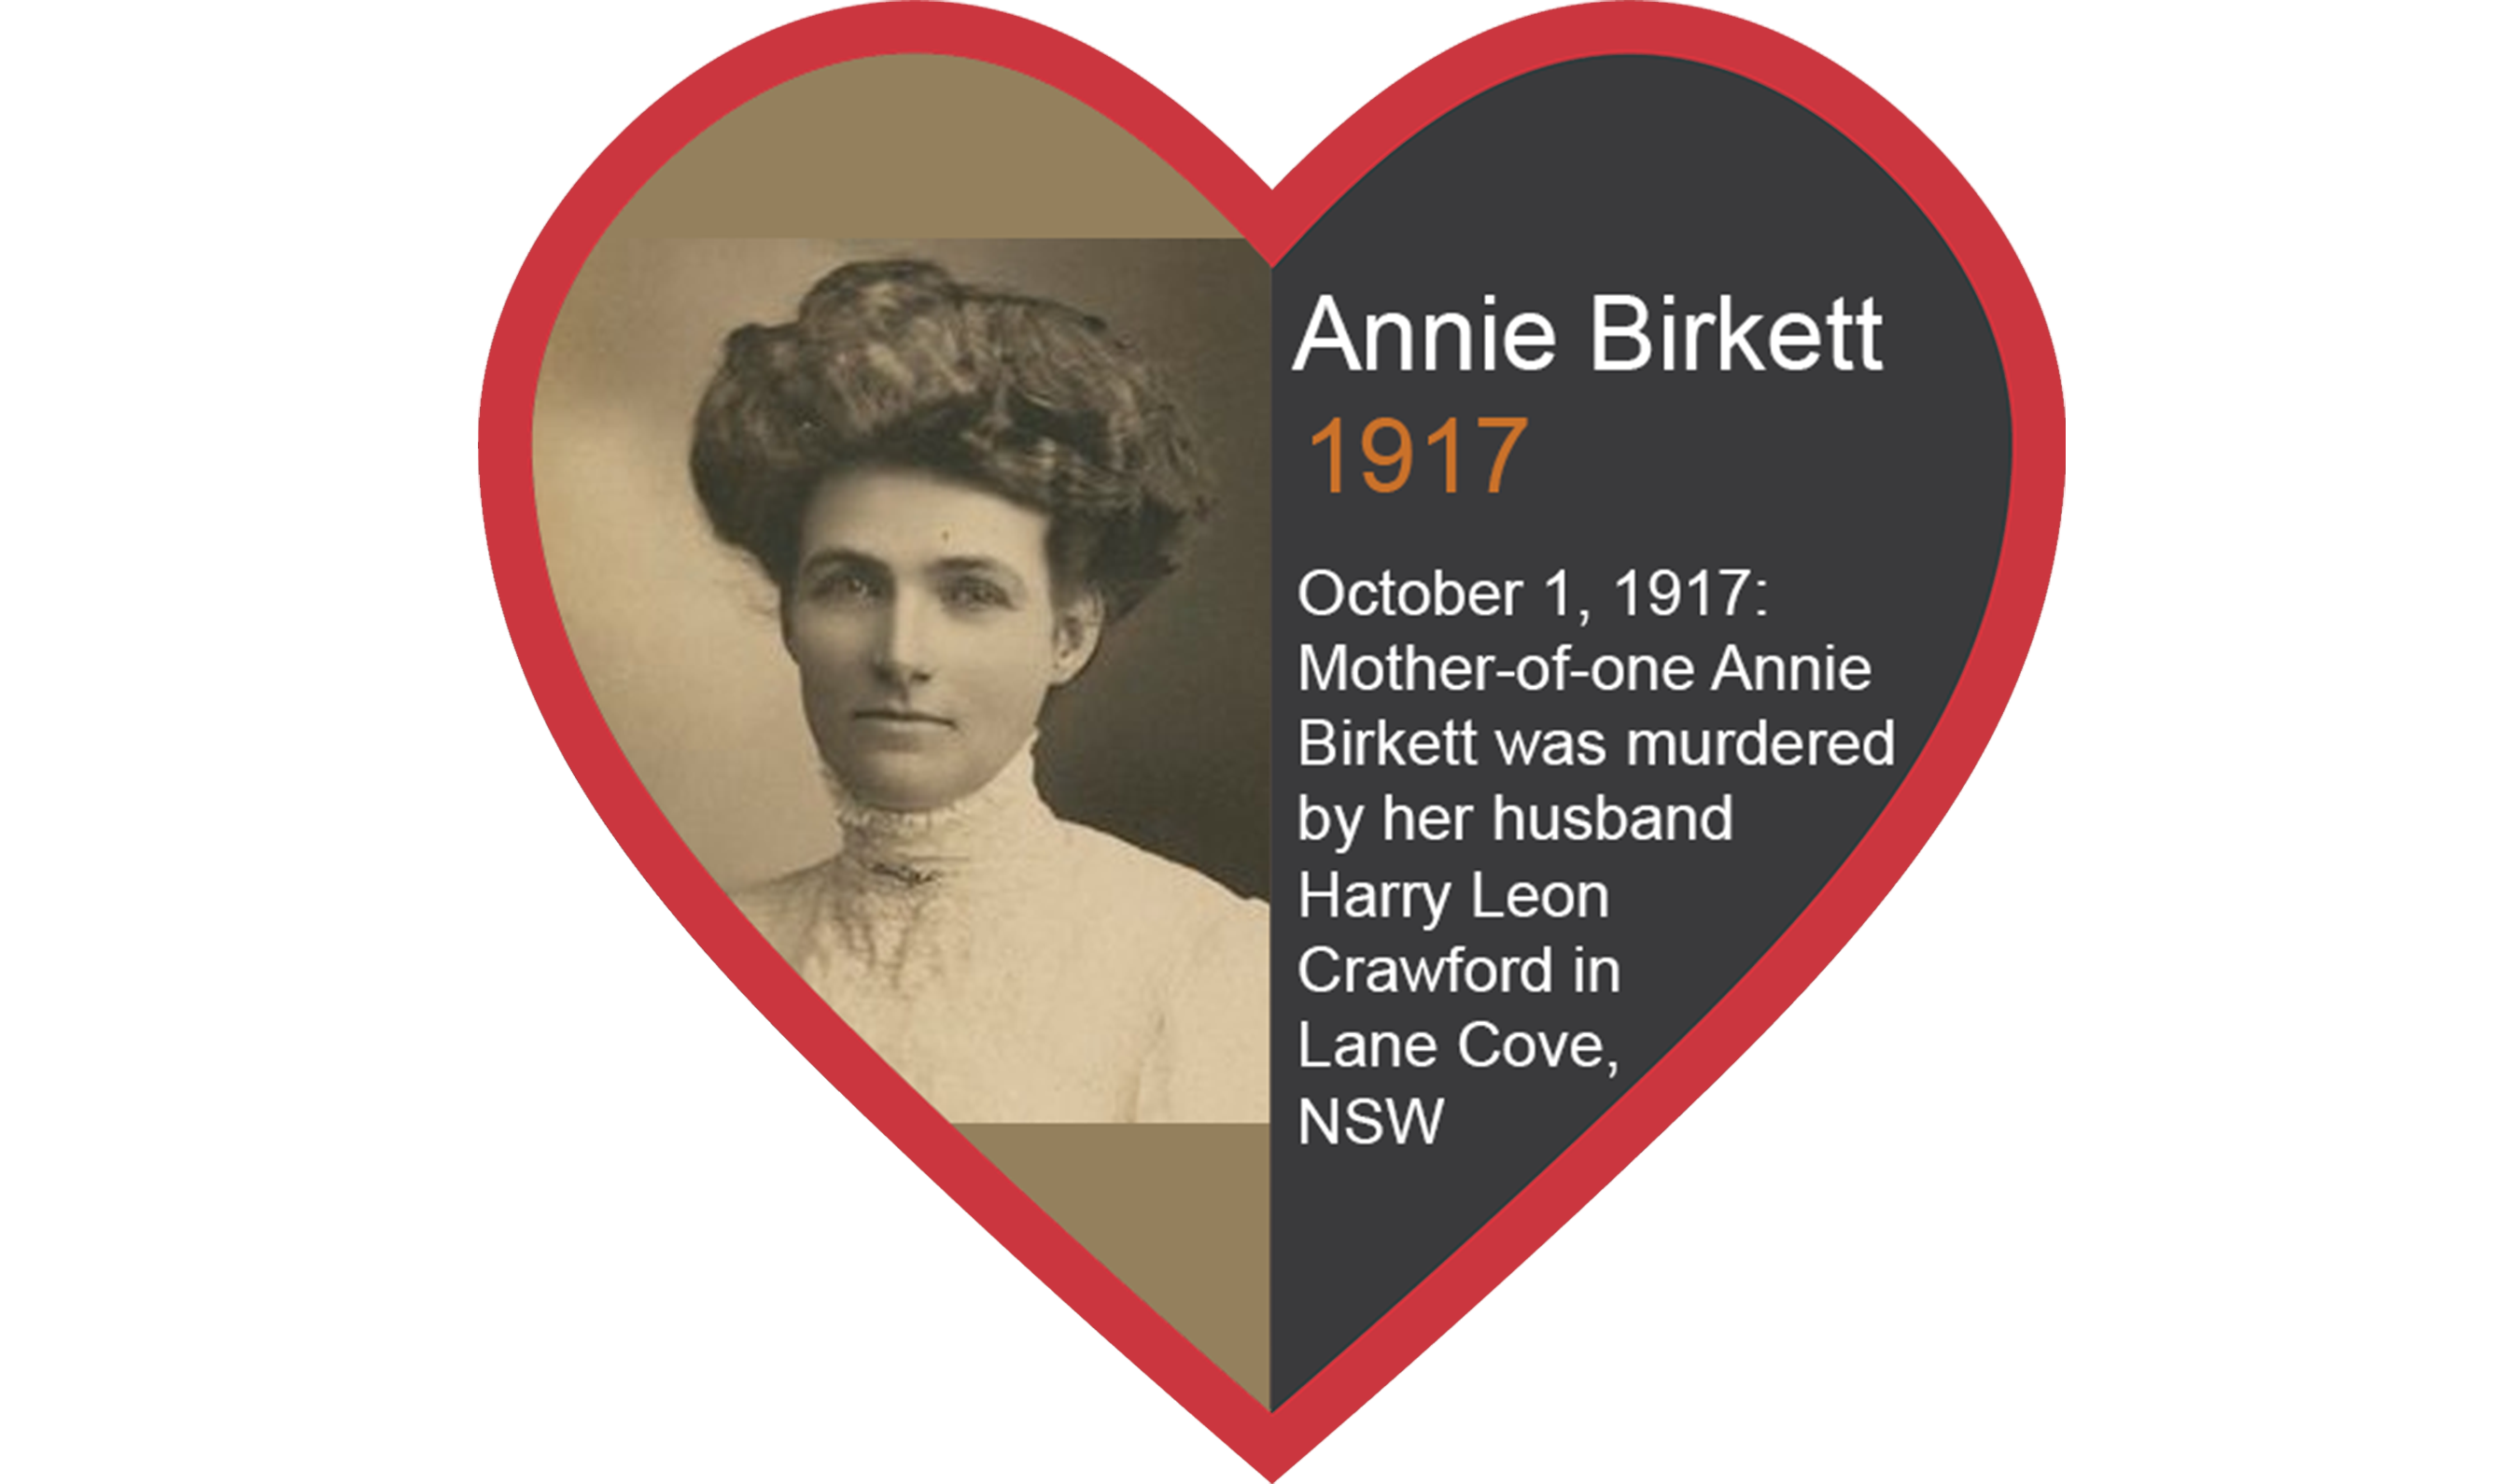 Annie Birkett
1917
October 1, 1917:
Mother-of-one Annie
Birkett was murdered
by her husband
Harry Leon
Crawford in
Lane Cove,
NSW